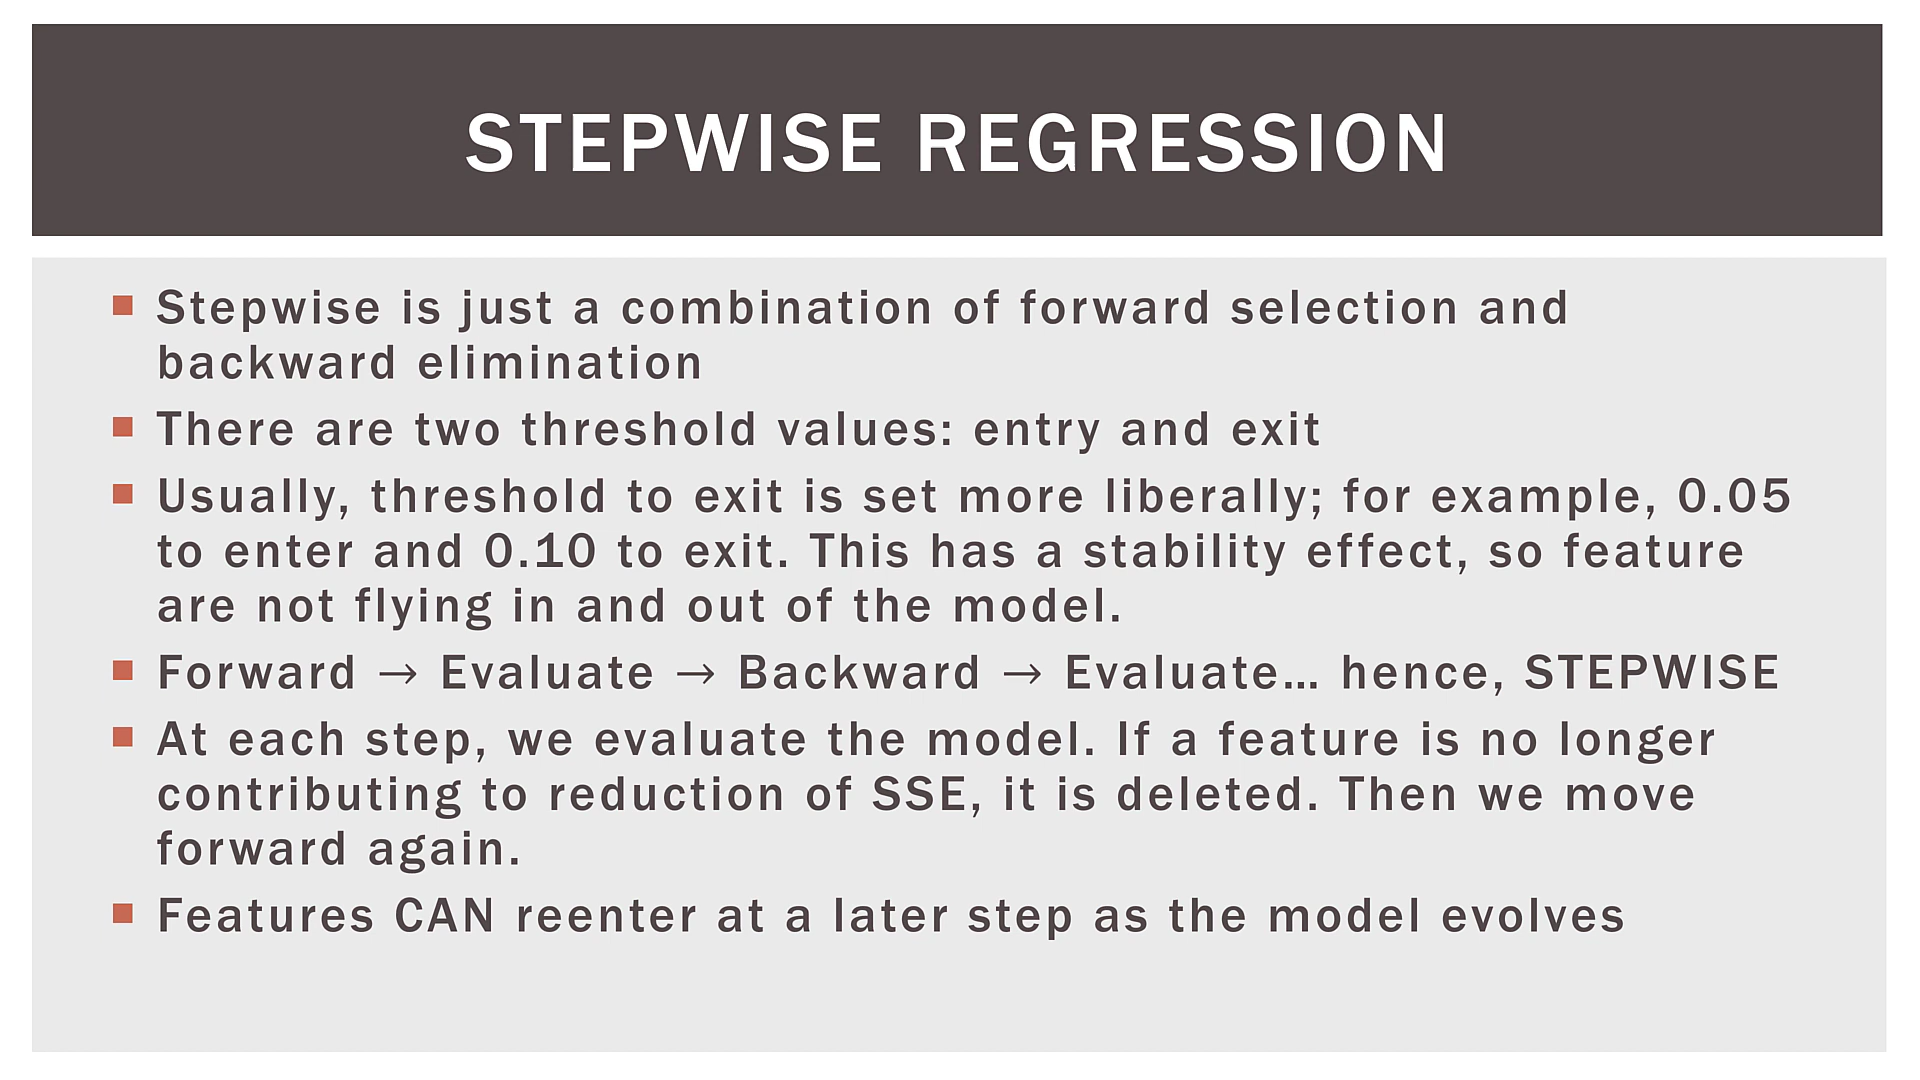 STEPWISE REGRESSION
Stepwise is just a combination of forward selection and
backward elimination
There are two threshold values: entry and exit
Usually, threshold to exit is set more liberally; for example, 0.05
to enter and 0.10 to exit. This has a stability effect, so feature
are not flying in and out of the model.
Forward → Evaluate → Backward → Evaluate… hence, STEPWISE
At each step, we evaluate the model. If a feature is no longer
contributing to reduction of SSE, it is deleted. Then we move
forward again.
Features CAN reenter at a later step as the model evolves